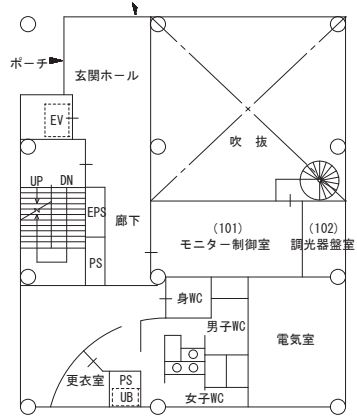 ポーチ
玄関ホール
EV
吹 抜
UP DN
EPS
廊下
(101)
モニター制御室
(102)
調光器盤室
PS
身WC
男子WC
電気室
更衣室
PS
UB
女子WC